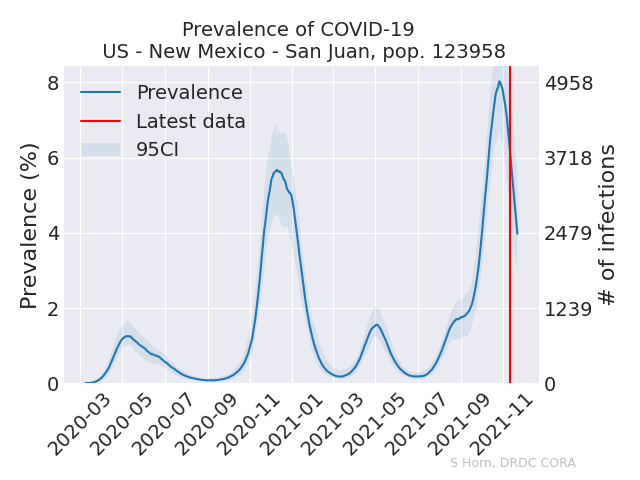 Prevalence of COVID-19
US - New Mexico - San Juan, pop. 123958
Prevalence
Latest data
95CI
Prevalence (%)
8
6
4
2
0
4958
3718
2479
1239
0
# of infections
2020-03
2020-05
2020-07
2020-09
2020-11
2021-01
2021-03
2021-05
2021-07
2021-09
2021-11
S Horn, DRDC CORA